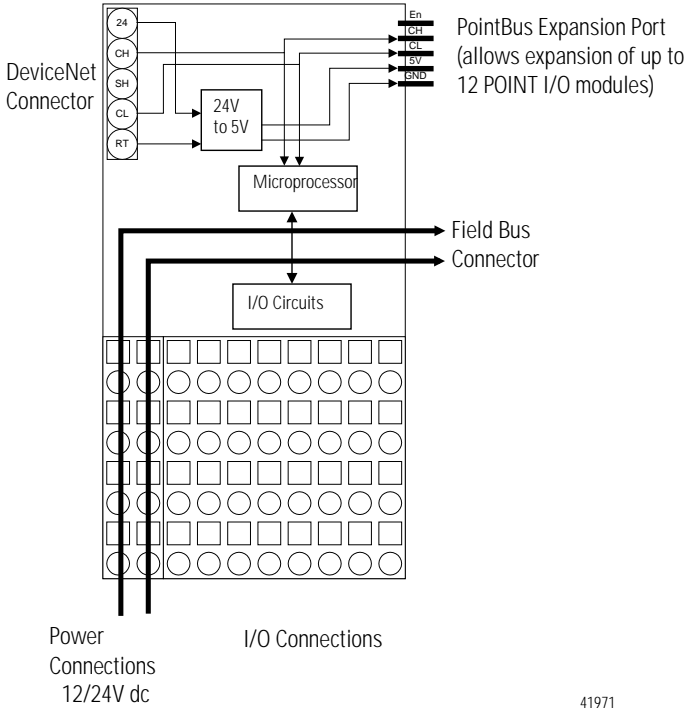 DeviceNet
Connector
24
CH
SH
CL
RT
24V
to 5V
En
CH
CL
5V
GND
PointBus Expansion Port
(allows expansion of up to
12 POINT I/O modules)
Microprocessor
Field Bus
Connector
I/O Circuits
Power
Connections
12/24V dc
I/O Connections
41971